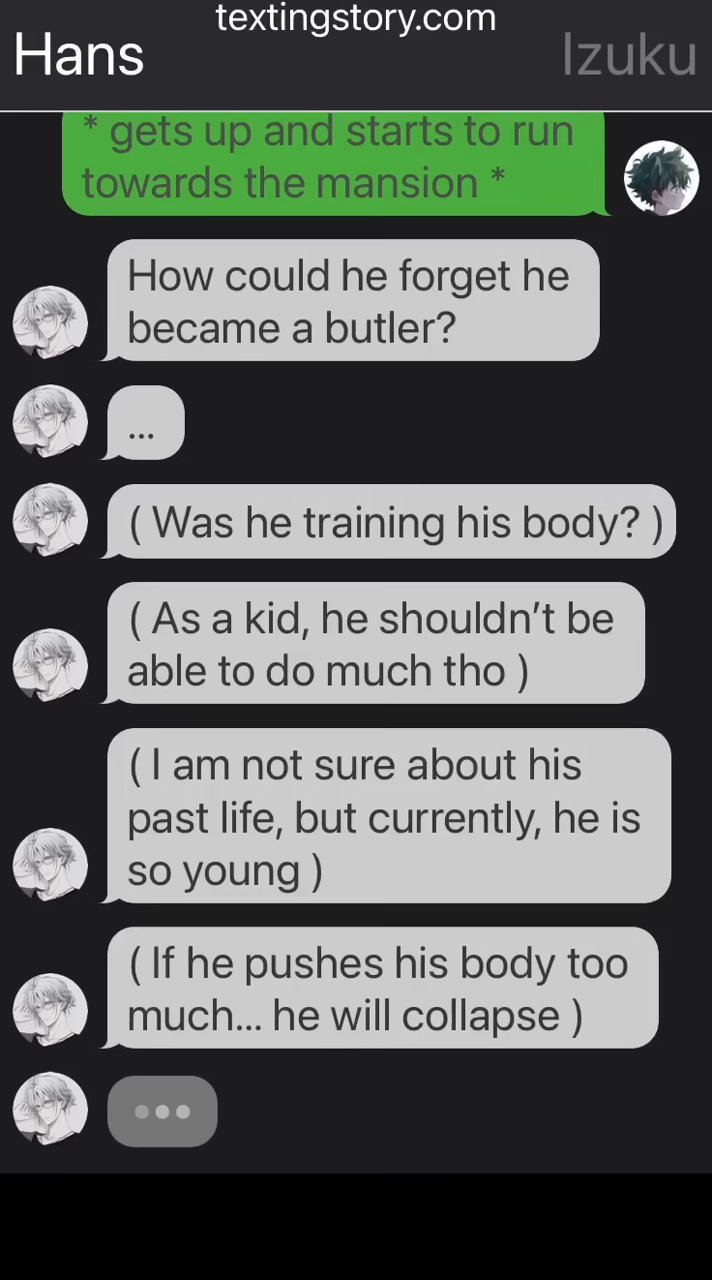 textingstory.com
Hans
Izuku
* gets up and starts to run
towards the mansion *
How could he forget he
became a butler?
...
( Was he training his body? )
( As a kid, he shouldn’t be
able to do much tho )
( I am not sure about his
past life, but currently, he is
so young )
( If he pushes his body too
much... he will collapse )